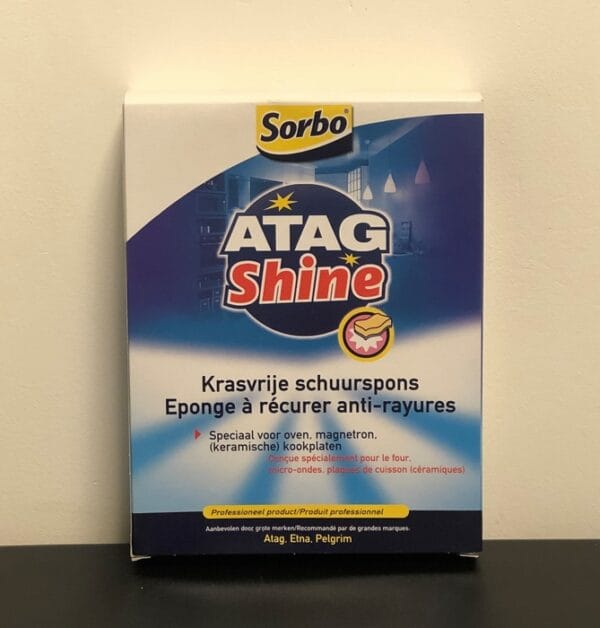 Sorbo®
ATAG
Shine
Krasvrije schuurspons
Eponge à récurer anti-rayures
Speciaal voor oven, magnetron,
(keramische) kookplaten
Conçue spécialement pour le four,
micro-ondes, plaques de cuisson (céramiques)
Professioneel product/Produit professionnel
Aanbevolen door grote merken/Recommandé par de grandes marques:
Atag, Etna, Pelgrim